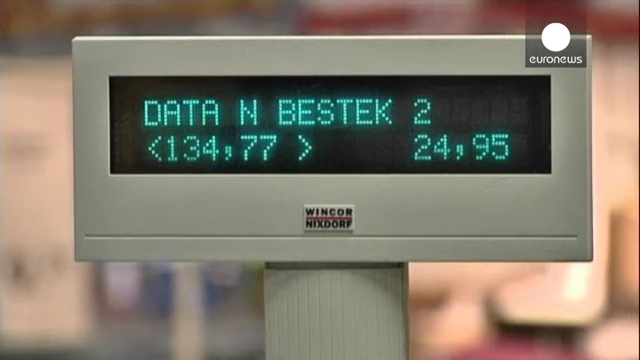 euronews
DATA N BESTEK 2
<134,77 > 24,95
WINCOR
NIXDORF